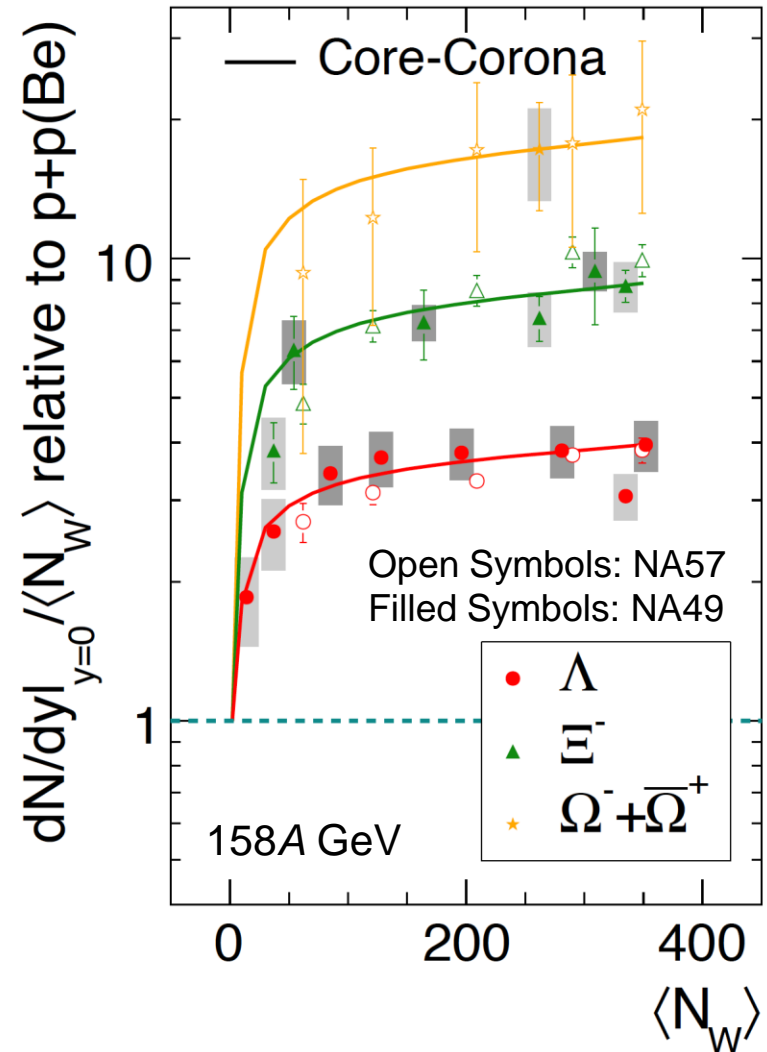 dN/dy|y=0/⟨NW⟩ relative to p+p(Be)
Core-Corona
10
1
Open Symbols: NA57
Filled Symbols: NA49
Λ
Ξ-
Ω-+Ω̅+
158A GeV
0 200 400
⟨NW⟩